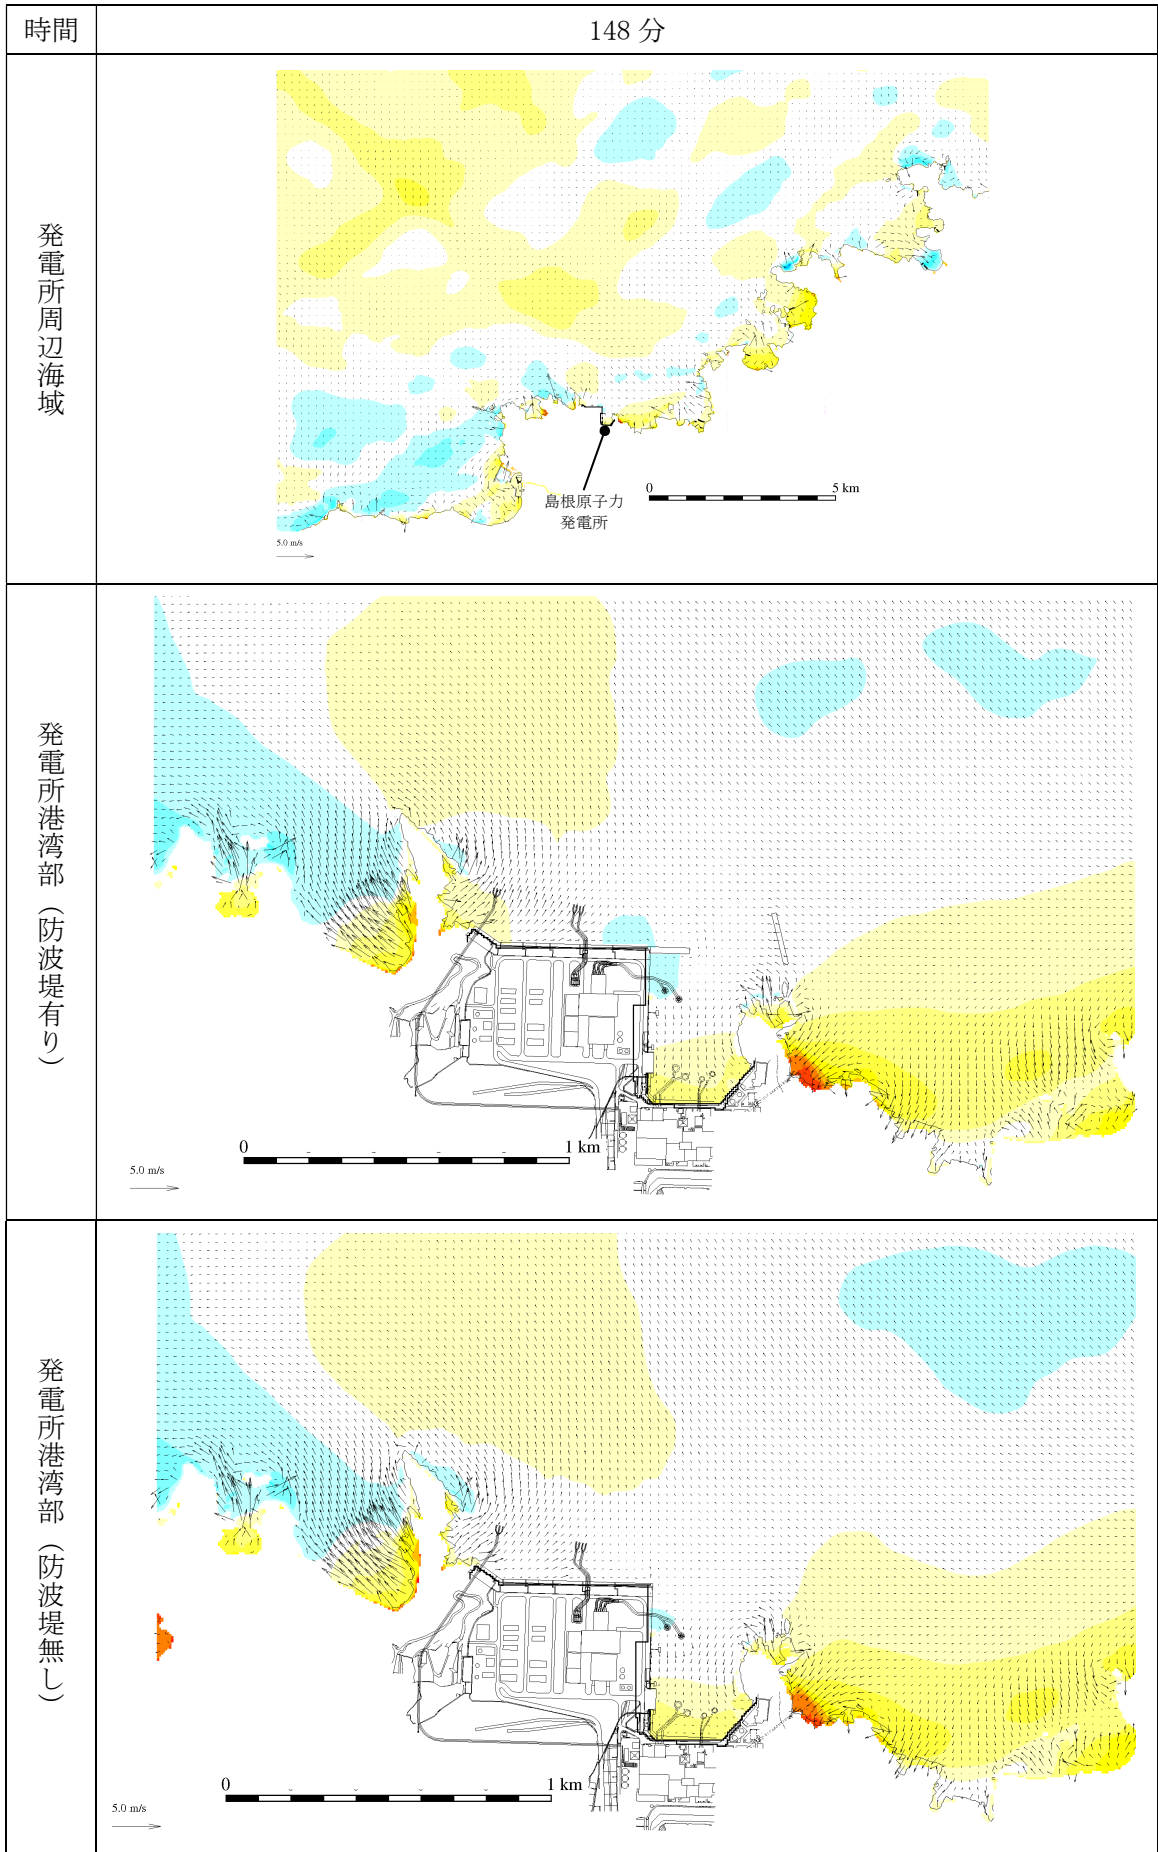 時間
148 分
発電所周辺海域
島根原子力
発電所
0
5 km
5.0 m/s
発電所港湾部（防波堤有り）
0
1 km
5.0 m/s
発電所港湾部（防波堤無し）
0
1 km
5.0 m/s